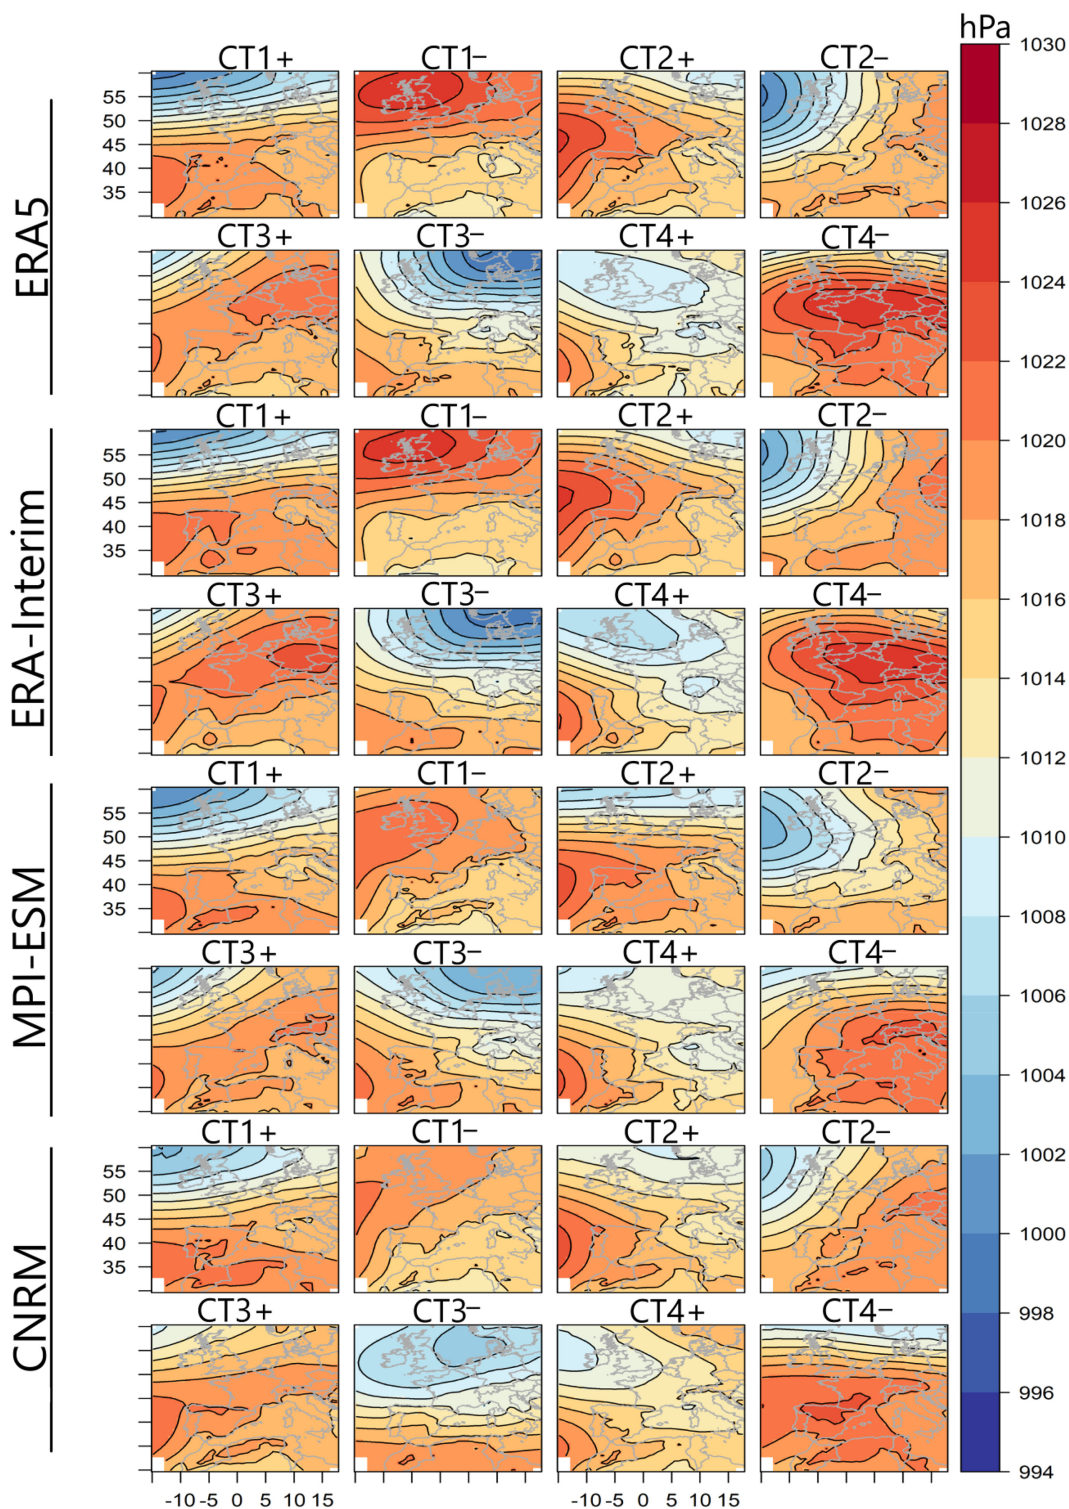 hPa
CT1+ CT1− CT2+ CT2−
CT3+ CT3− CT4+ CT4−
ERA5
55
50
45
40
35
CT1+ CT1− CT2+ CT2−
CT3+ CT3− CT4+ CT4−
ERA−Interim
55
50
45
40
35
CT1+ CT1− CT2+ CT2−
CT3+ CT3− CT4+ CT4−
MPI−ESM
55
50
45
40
35
CT1+ CT1− CT2+ CT2−
CT3+ CT3− CT4+ CT4−
CNRM
55
50
45
40
35
-10 -5 0 5 10 15
-10 -5 0 5 10 15
1030
1028
1026
1024
1022
1020
1018
1016
1014
1012
1010
1008
1006
1004
1002
1000
998
996
994